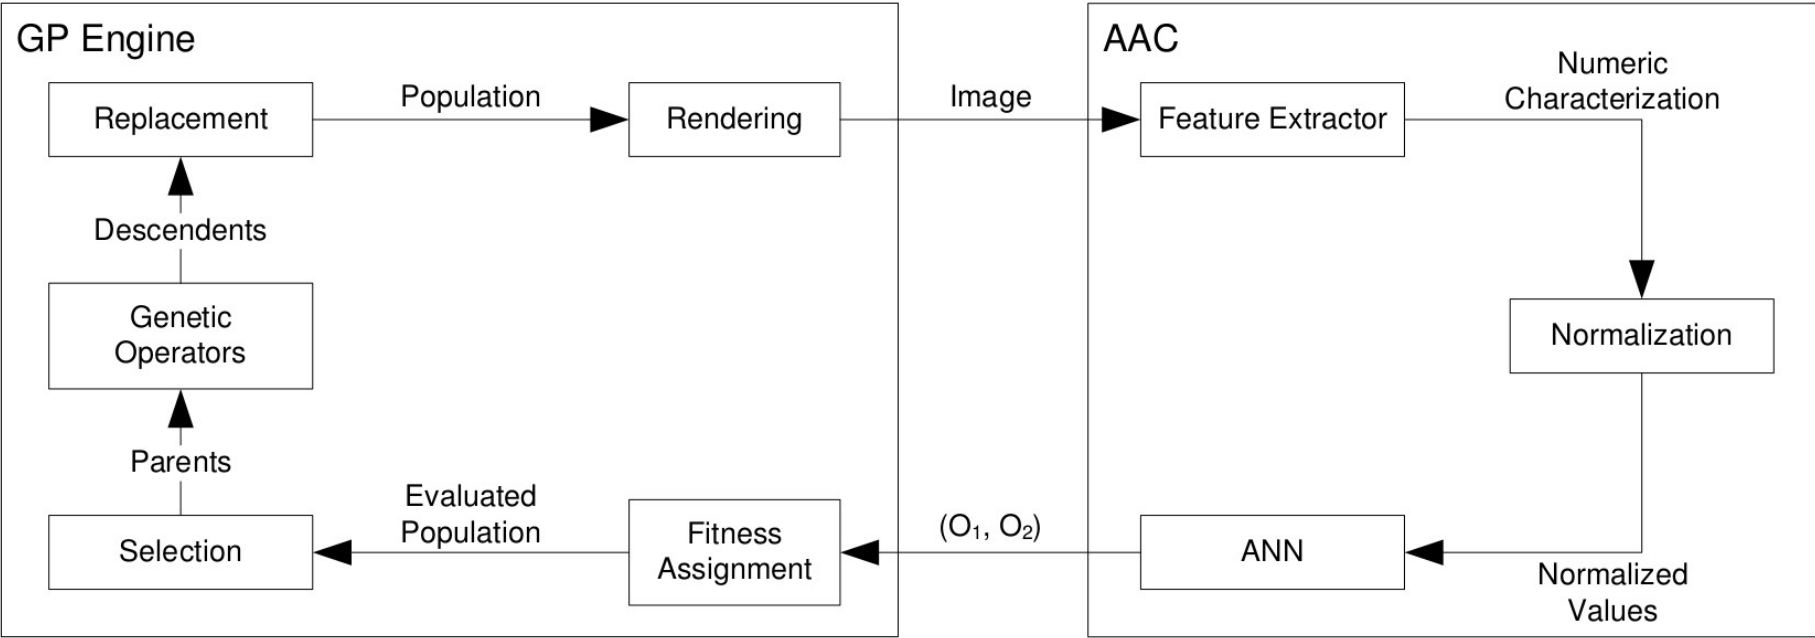 GP Engine
AAC
Replacement
Population
Rendering
Image
Feature Extractor
Numeric
Characterization
Descendents
Genetic
Operators
Normalization
Parents
Selection
Evaluated
Population
Fitness
Assignment
(O₁, O₂)
ANN
Normalized
Values